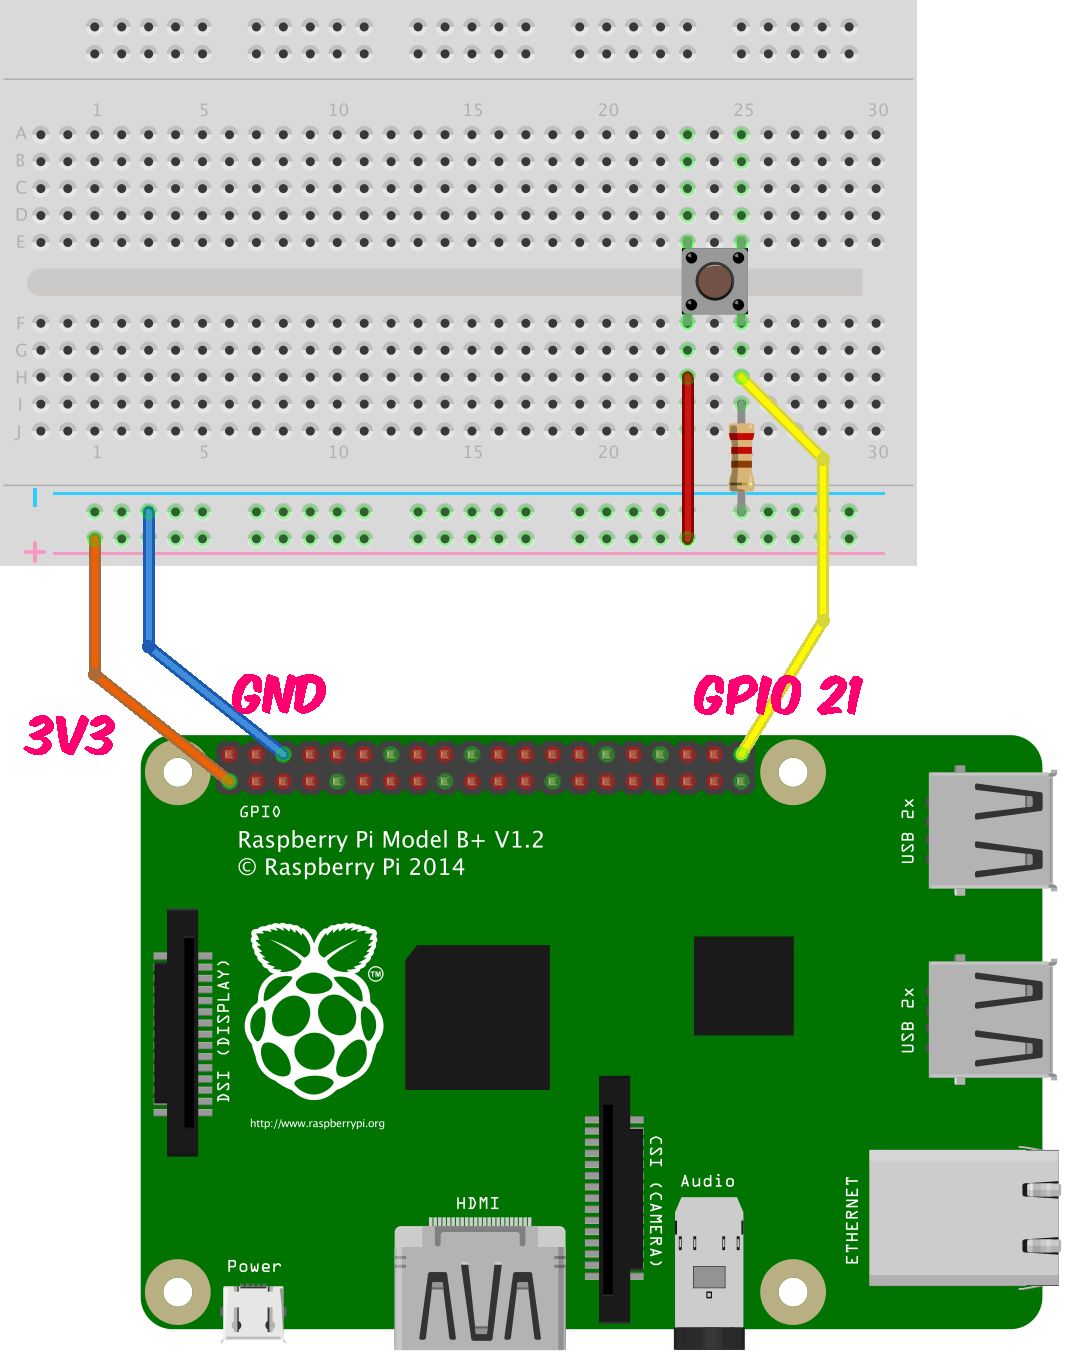 1 5 10 15 20 25 30
A
B
C
D
E
F
G
H
I
J
1 5 10 15 20 30
+
3V3
GND
GPIO 21
GPIO
Raspberry Pi Model B+ V1.2
© Raspberry Pi 2014
USB 2x
DSI (DISPLAY)
TM
USB 2x
http://www.raspberrypi.org
CSI (CAMERA)
Audio
ETHERNET
HDMI
Power